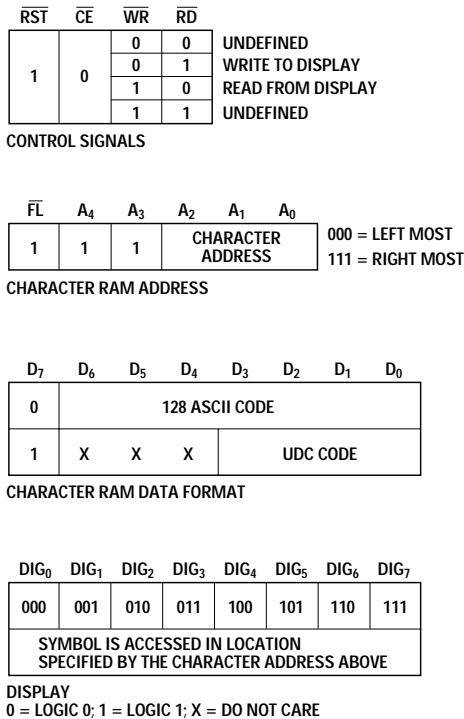 RST CE WR RD
0 0 UNDEFINED
0 1 WRITE TO DISPLAY
1 0
1 0 READ FROM DISPLAY
1 1 UNDEFINED
CONTROL SIGNALS
FL A4 A3 A2 A1 A0
1 1 1 CHARACTER ADDRESS
000 = LEFT MOST
111 = RIGHT MOST
CHARACTER RAM ADDRESS
D7 D6 D5 D4 D3 D2 D1 D0
0 128 ASCII CODE
1 X X X UDC CODE
CHARACTER RAM DATA FORMAT
DIG0 DIG1 DIG2 DIG3 DIG4 DIG5 DIG6 DIG7
000 001 010 011 100 101 110 111
SYMBOL IS ACCESSED IN LOCATION
SPECIFIED BY THE CHARACTER ADDRESS ABOVE
DISPLAY
0 = LOGIC 0; 1 = LOGIC 1; X = DO NOT CARE